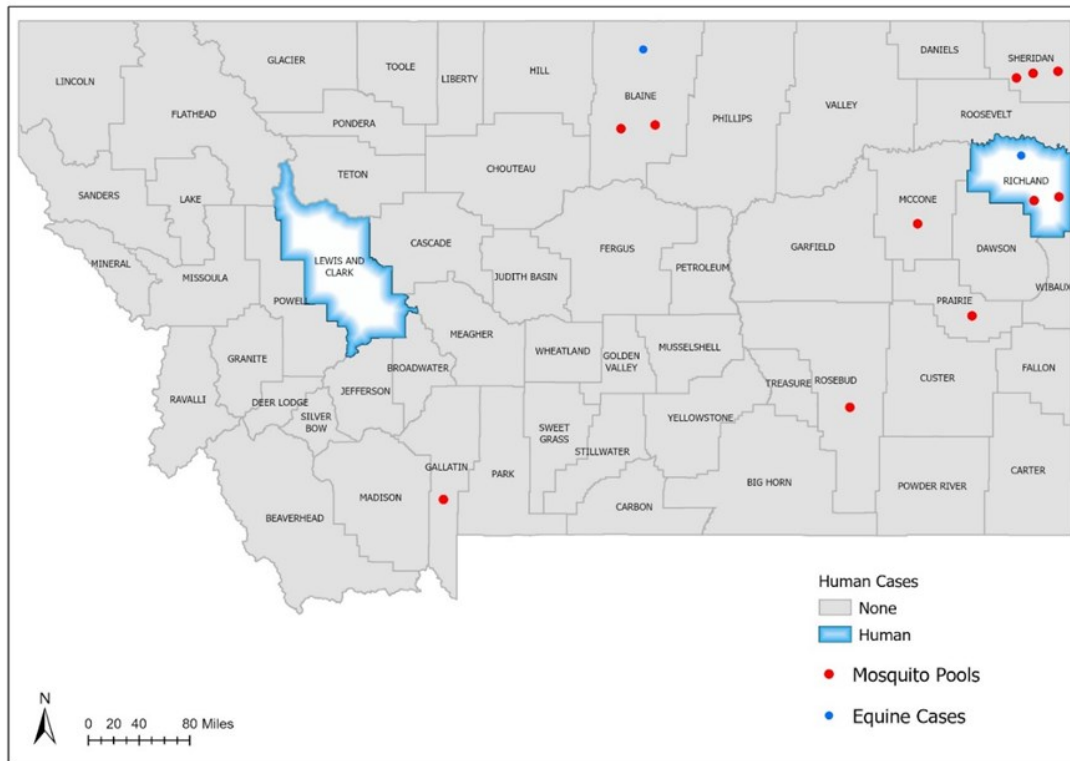 LINCOLN
FLATHEAD
GLACIER
TOOLE
LIBERTY
HILL
BLAINE
PHILLIPS
VALLEY
DANIELS
SHERIDAN
ROOSEVELT
PONDERA
TETON
CHOUTEAU
RICHLAND
MCCONE
SANDERS
LAKE
LEWIS AND
CLARK
CASCADE
FERGUS
GARFIELD
DAWSON
MINERAL
MISSOULA
POWELL
JUDITH BASIN
PETROLEUM
WIBAUX
PRAIRIE
MEAGHER
WHEATLAND
GOLDEN
VALLEY
MUSSELSHELL
GRANITE
BROADWATER
TREASURE
ROSEBUD
CUSTER
FALLON
RAVALLI
DEER LODGE
JEFFERSON
SILVER
BOW
SWEET
GRASS
YELLOWSTONE
STILLWATER
GALLATIN
PARK
BIG HORN
POWDER RIVER
CARTER
MADISON
CARBON
BEAVERHEAD
Human Cases
None
Human
Mosquito Pools
Equine Cases
N
0 20 40 80 Miles